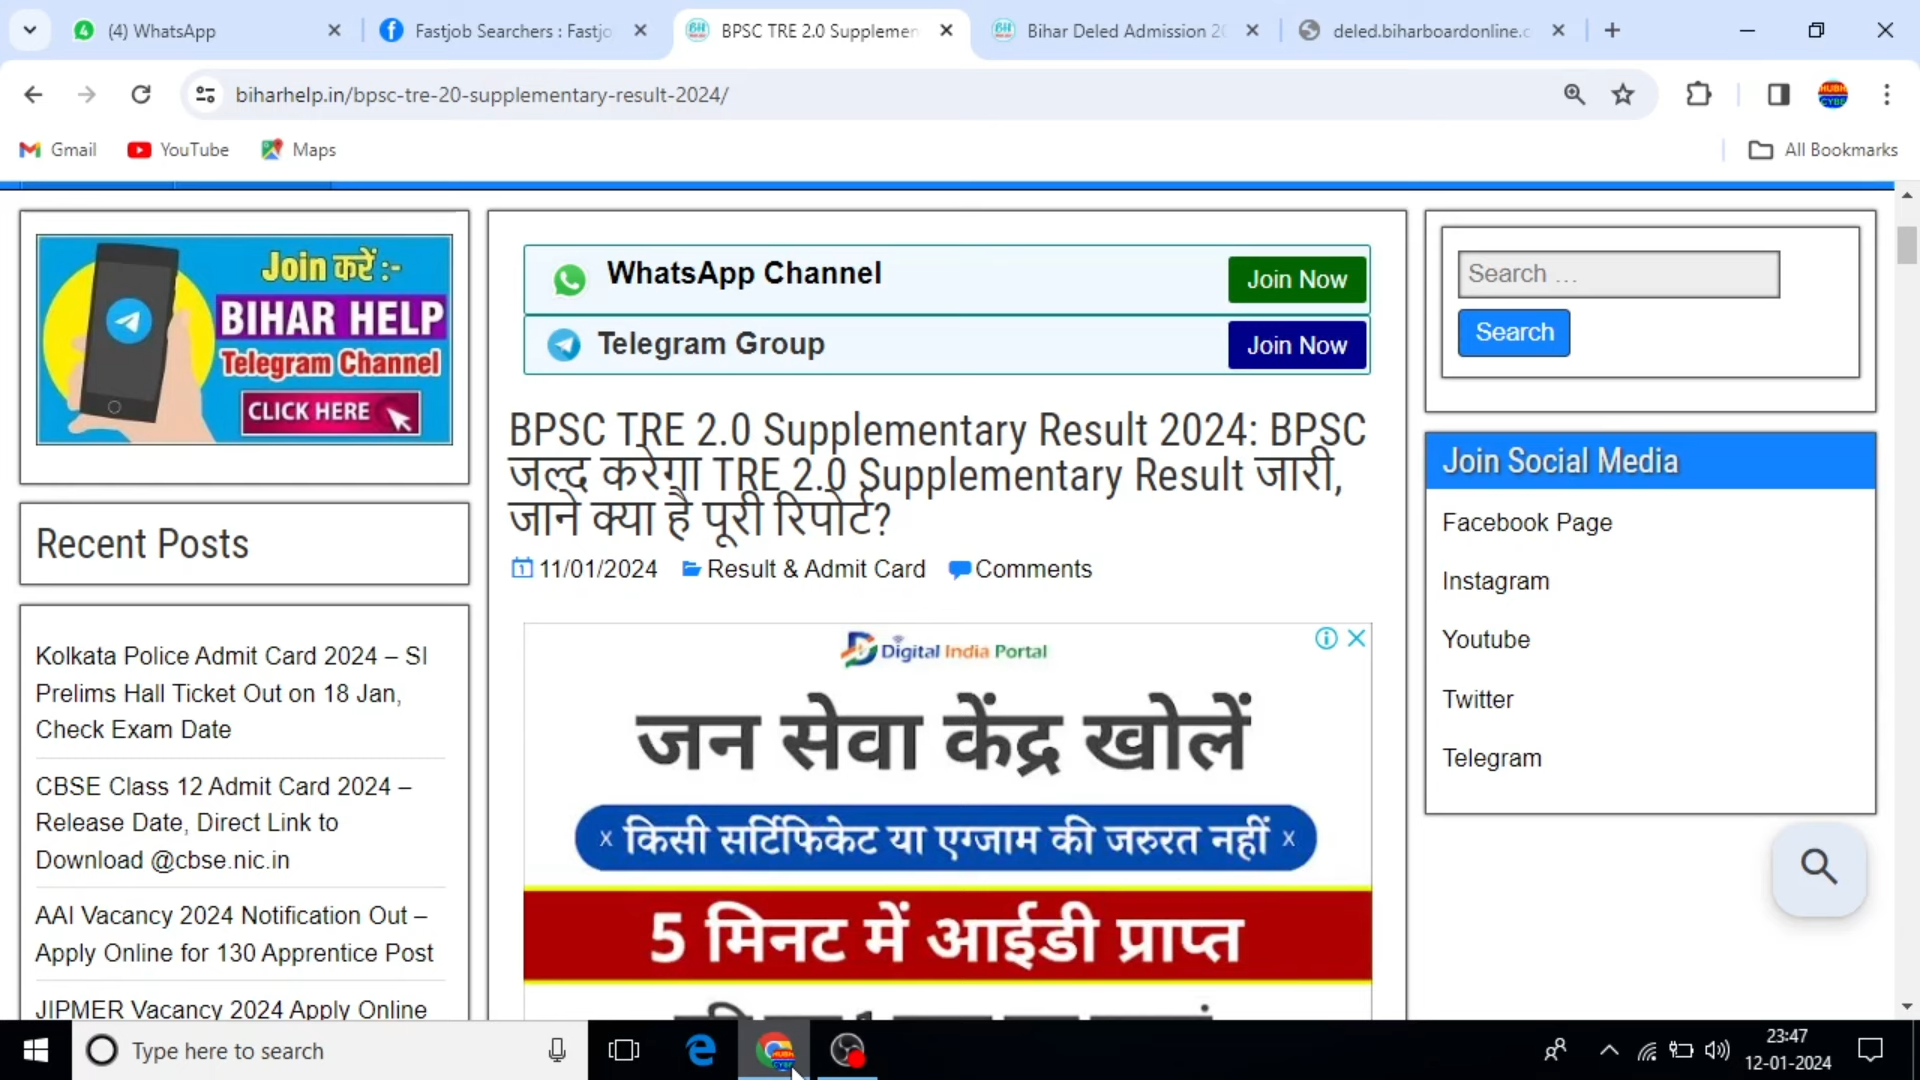 (4) WhatsApp
Fastjob Searchers : Fastjo
BPSC TRE 2.0 Supplemen
Bihar Deled Admission 20
deled.biharboardonline.c
biharhelp.in/bpsc-tre-20-supplementary-result-2024/
Gmail
YouTube
Maps
All Bookmarks
Join करें :-
BIHAR HELP
Telegram Channel
CLICK HERE
Recent Posts
Kolkata Police Admit Card 2024 – SI
Prelims Hall Ticket Out on 18 Jan,
Check Exam Date
CBSE Class 12 Admit Card 2024 –
Release Date, Direct Link to
Download @cbse.nic.in
AAI Vacancy 2024 Notification Out –
Apply Online for 130 Apprentice Post
JIPMER Vacancy 2024 Apply Online
WhatsApp Channel
Join Now
Telegram Group
Join Now
BPSC TRE 2.0 Supplementary Result 2024: BPSC
जल्द करेगा TRE 2.0 Supplementary Result जारी,
जाने क्या है पूरी रिपोर्ट?
11/01/2024 Result & Admit Card Comments
Digital India Portal
जन सेवा केंद्र खोलें
x किसी सर्टिफिकेट या एग्जाम की जरुरत नहीं x
5 मिनट में आईडी प्राप्त
Search …
Search
Join Social Media
Facebook Page
Instagram
Youtube
Twitter
Telegram
Type here to search
23:47
12-01-2024